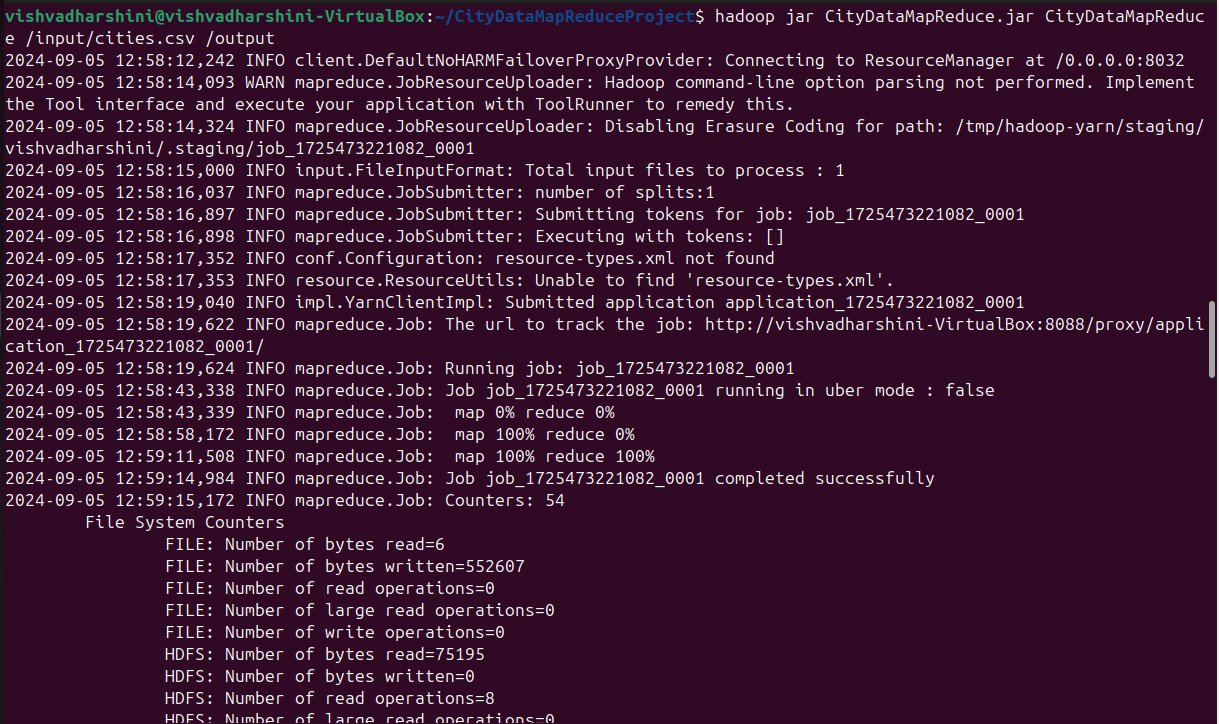 vishvadharshini@vishvadharshini-VirtualBox:~/CityDataMapReduceProject$ hadoop jar CityDataMapReduce.jar CityDataMapReduc
e /input/cities.csv /output
2024-09-05 12:58:12,242 INFO client.DefaultNoHARMFailoverProxyProvider: Connecting to ResourceManager at /0.0.0.0:8032
2024-09-05 12:58:14,093 WARN mapreduce.JobResourceUploader: Hadoop command-line option parsing not performed. Implement
the Tool interface and execute your application with ToolRunner to remedy this.
2024-09-05 12:58:14,324 INFO mapreduce.JobResourceUploader: Disabling Erasure Coding for path: /tmp/hadoop-yarn/staging/
vishvadharshini/.staging/job_1725473221082_0001
2024-09-05 12:58:15,000 INFO input.FileInputFormat: Total input files to process : 1
2024-09-05 12:58:16,037 INFO mapreduce.JobSubmitter: number of splits:1
2024-09-05 12:58:16,897 INFO mapreduce.JobSubmitter: Submitting tokens for job: job_1725473221082_0001
2024-09-05 12:58:16,898 INFO mapreduce.JobSubmitter: Executing with tokens: []
2024-09-05 12:58:17,352 INFO conf.Configuration: resource-types.xml not found
2024-09-05 12:58:17,353 INFO resource.ResourceUtils: Unable to find 'resource-types.xml'.
2024-09-05 12:58:19,040 INFO impl.YarnClientImpl: Submitted application application_1725473221082_0001
2024-09-05 12:58:19,622 INFO mapreduce.Job: The url to track the job: http://vishvadharshini-VirtualBox:8088/proxy/appli
cation_1725473221082_0001/
2024-09-05 12:58:19,624 INFO mapreduce.Job: Running job: job_1725473221082_0001
2024-09-05 12:58:43,338 INFO mapreduce.Job: Job job_1725473221082_0001 running in uber mode : false
2024-09-05 12:58:43,339 INFO mapreduce.Job:  map 0% reduce 0%
2024-09-05 12:58:58,172 INFO mapreduce.Job:  map 100% reduce 0%
2024-09-05 12:59:11,508 INFO mapreduce.Job:  map 100% reduce 100%
2024-09-05 12:59:14,984 INFO mapreduce.Job: Job job_1725473221082_0001 completed successfully
2024-09-05 12:59:15,172 INFO mapreduce.Job: Counters: 54
File System Counters
FILE: Number of bytes read=6
FILE: Number of bytes written=552607
FILE: Number of read operations=0
FILE: Number of large read operations=0
FILE: Number of write operations=0
HDFS: Number of bytes read=75195
HDFS: Number of bytes written=0
HDFS: Number of read operations=8
HDFS: Number of large read operations=0